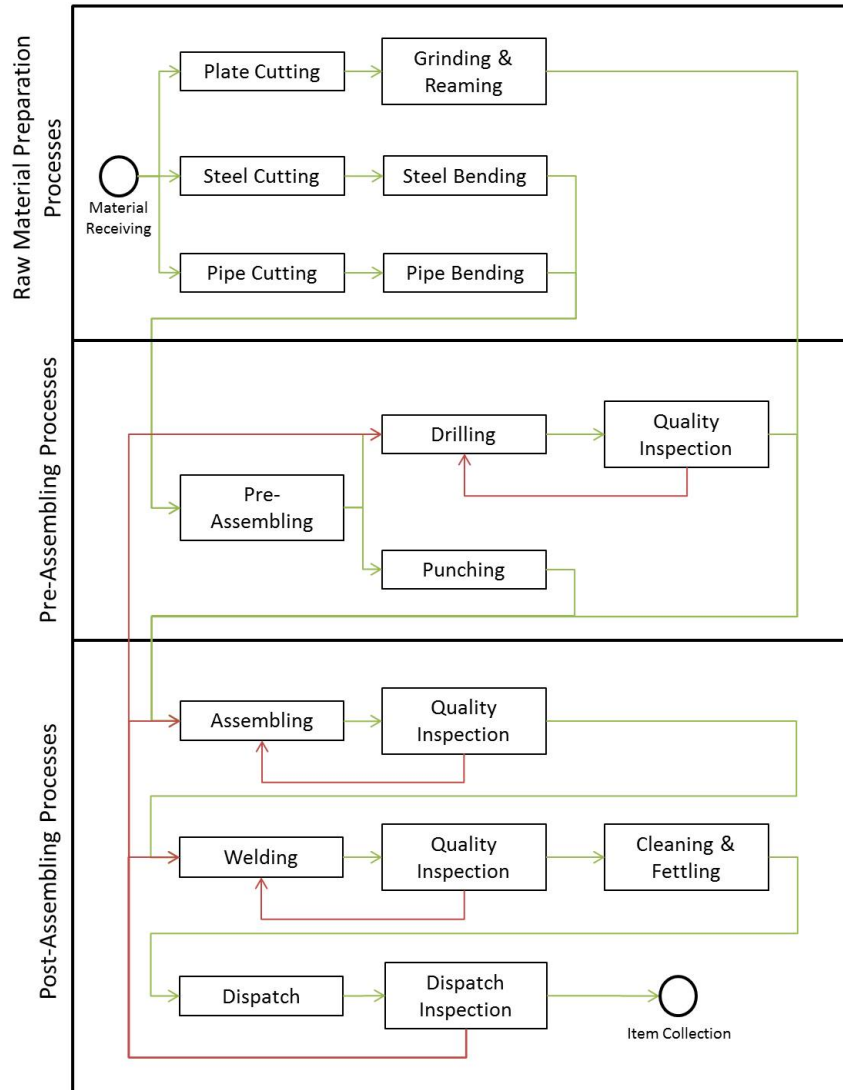 Raw Material Preparation
Processes
Plate Cutting
Grinding &
Reaming
Material
Receiving
Steel Cutting
Steel Bending
Pipe Cutting
Pipe Bending
Pre-Assembling Processes
Drilling
Quality
Inspection
Pre-
Assembling
Punching
Post-Assembling Processes
Assembling
Quality
Inspection
Welding
Quality
Inspection
Cleaning &
Fettling
Dispatch
Dispatch
Inspection
Item Collection